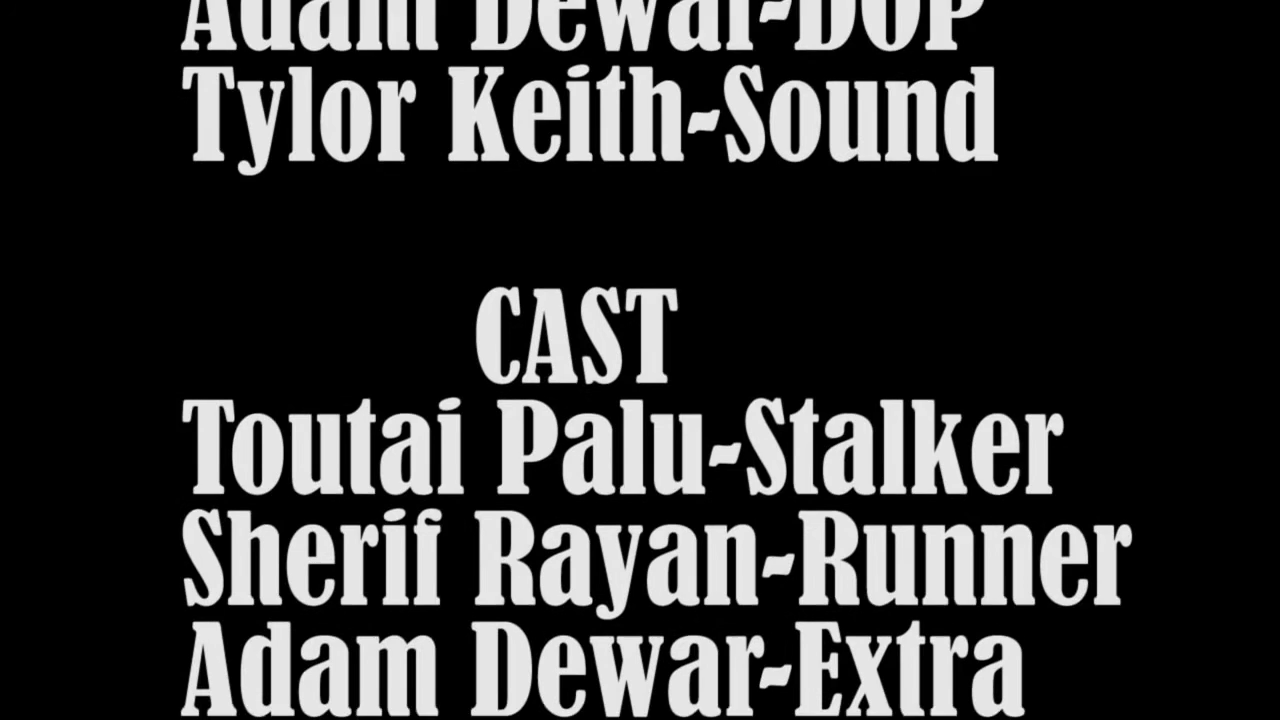 Adam Dewar-DOP
Tylor Keith-Sound
CAST
Toutai Palu-Stalker
Sherif Rayan-Runner
Adam Dewar-Extra